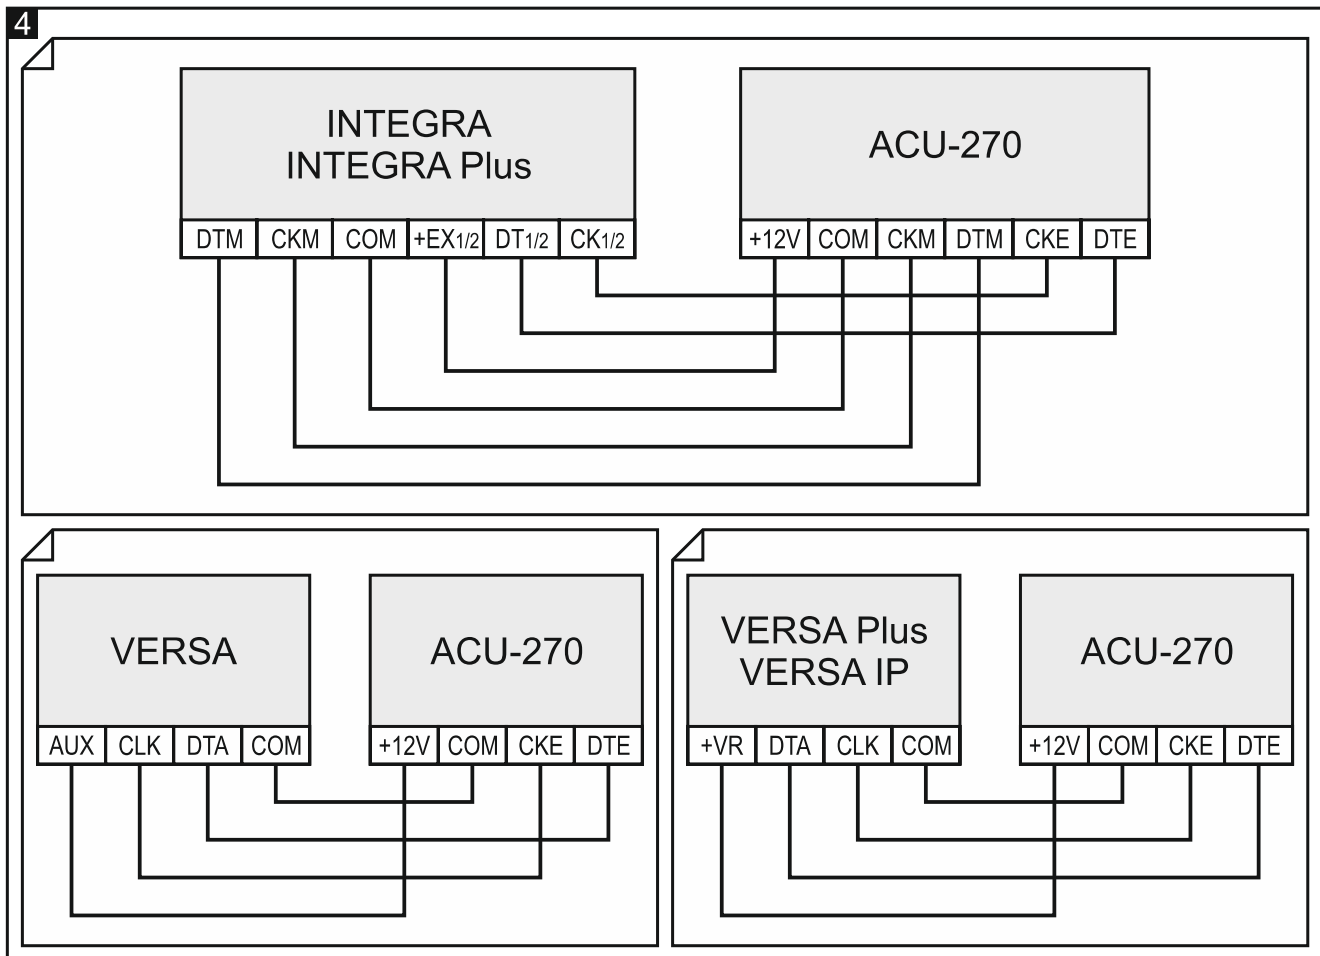 4
INTEGRA
INTEGRA Plus
ACU-270
DTM CKM COM +EX1/2 DT1/2 CK1/2
+12V COM CKM DTM CKE DTE
VERSA
ACU-270
AUX CLK DTA COM
+12V COM CKE DTE
VERSA Plus
VERSA IP
ACU-270
+VR DTA CLK COM
+12V COM CKE DTE